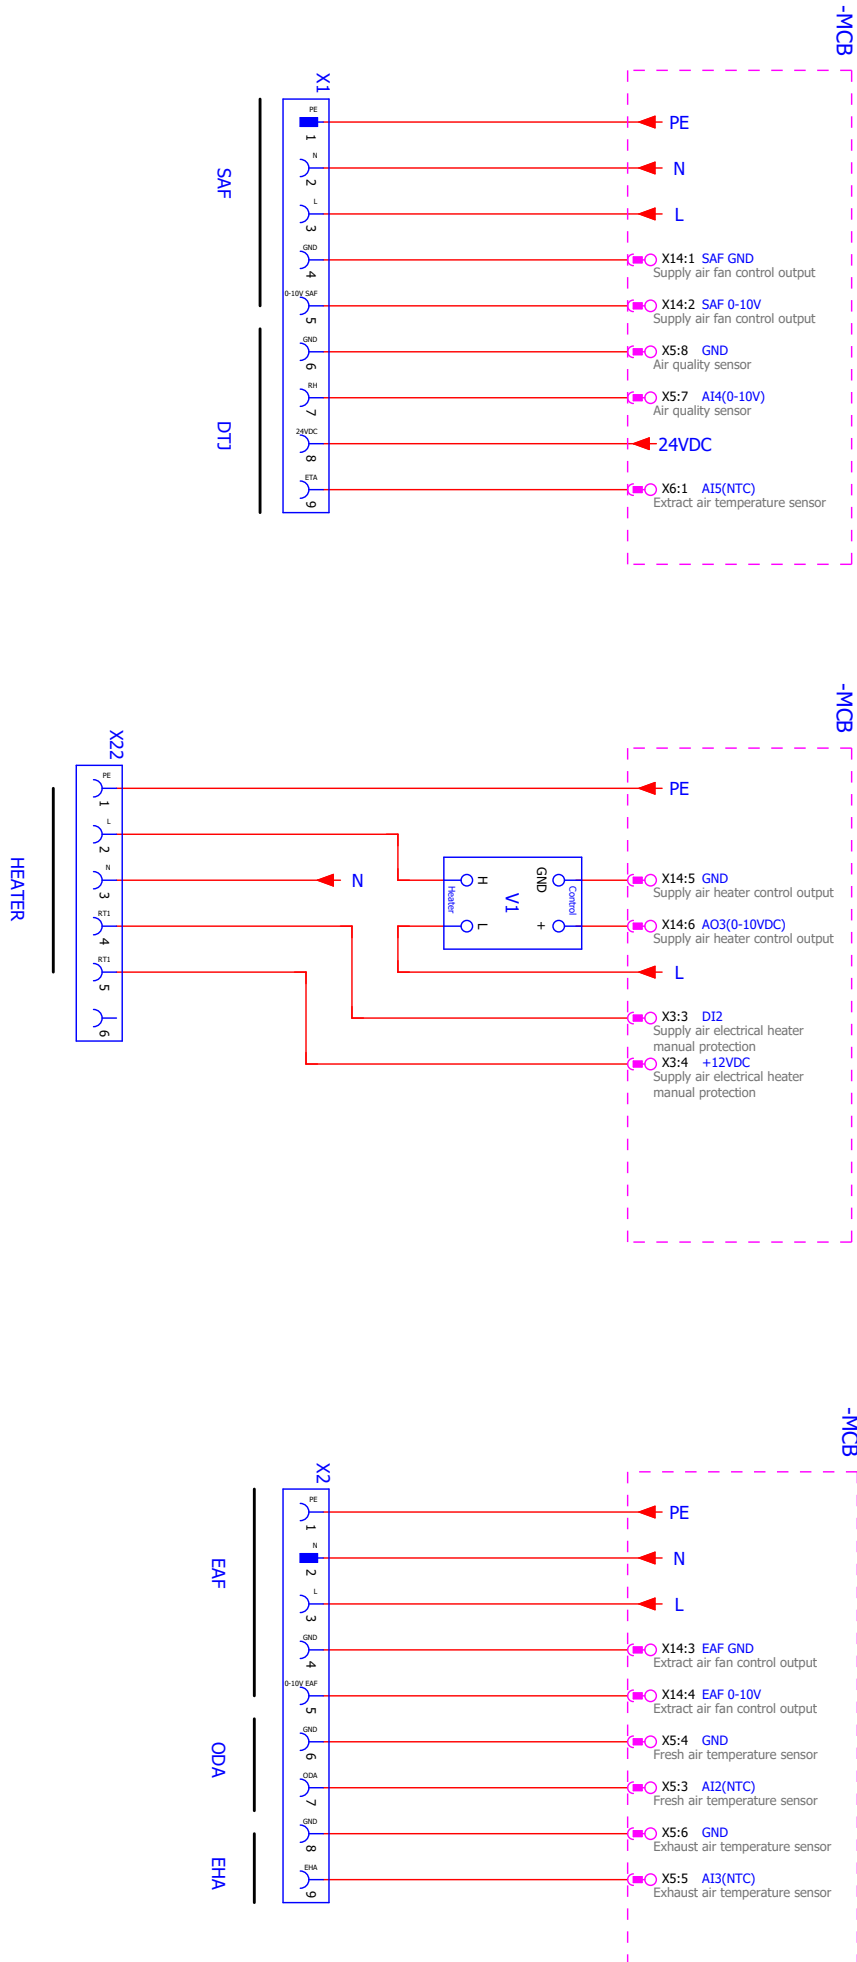 -MCB
X1
PE
1
PE
N
2
N
L
3
L
GND
4
X14:1 SAF GND
Supply air fan control output
0-10V SAF
5
X14:2 SAF 0-10V
Supply air fan control output
GND
6
X5:8 GND
Air quality sensor
RH
7
X5:7 AI4(0-10V)
Air quality sensor
24VDC
8
24VDC
ETA
9
X6:1 AI5(NTC)
Extract air temperature sensor
SAF
DTJ
-MCB
X22
PE
1
PE
L
2
N
3
N
RT1
4
RT1
5
6
HEATER
V1
H
L
Heater
GND
+
Control
X14:5 GND
Supply air heater control output
X14:6 AO3(0-10VDC)
Supply air heater control output
L
X3:3 DI2
Supply air electrical heater
manual protection
X3:4 +12VDC
Supply air electrical heater
manual protection
-MCB
X2
PE
1
PE
N
2
N
L
3
L
GND
4
X14:3 EAF GND
Extract air fan control output
0-10V EAF
5
X14:4 EAF 0-10V
Extract air fan control output
GND
6
X5:4 GND
Fresh air temperature sensor
ODA
7
X5:3 AI2(NTC)
Fresh air temperature sensor
GND
8
X5:6 GND
Exhaust air temperature sensor
EHA
9
X5:5 AI3(NTC)
Exhaust air temperature sensor
EAF
ODA
EHA